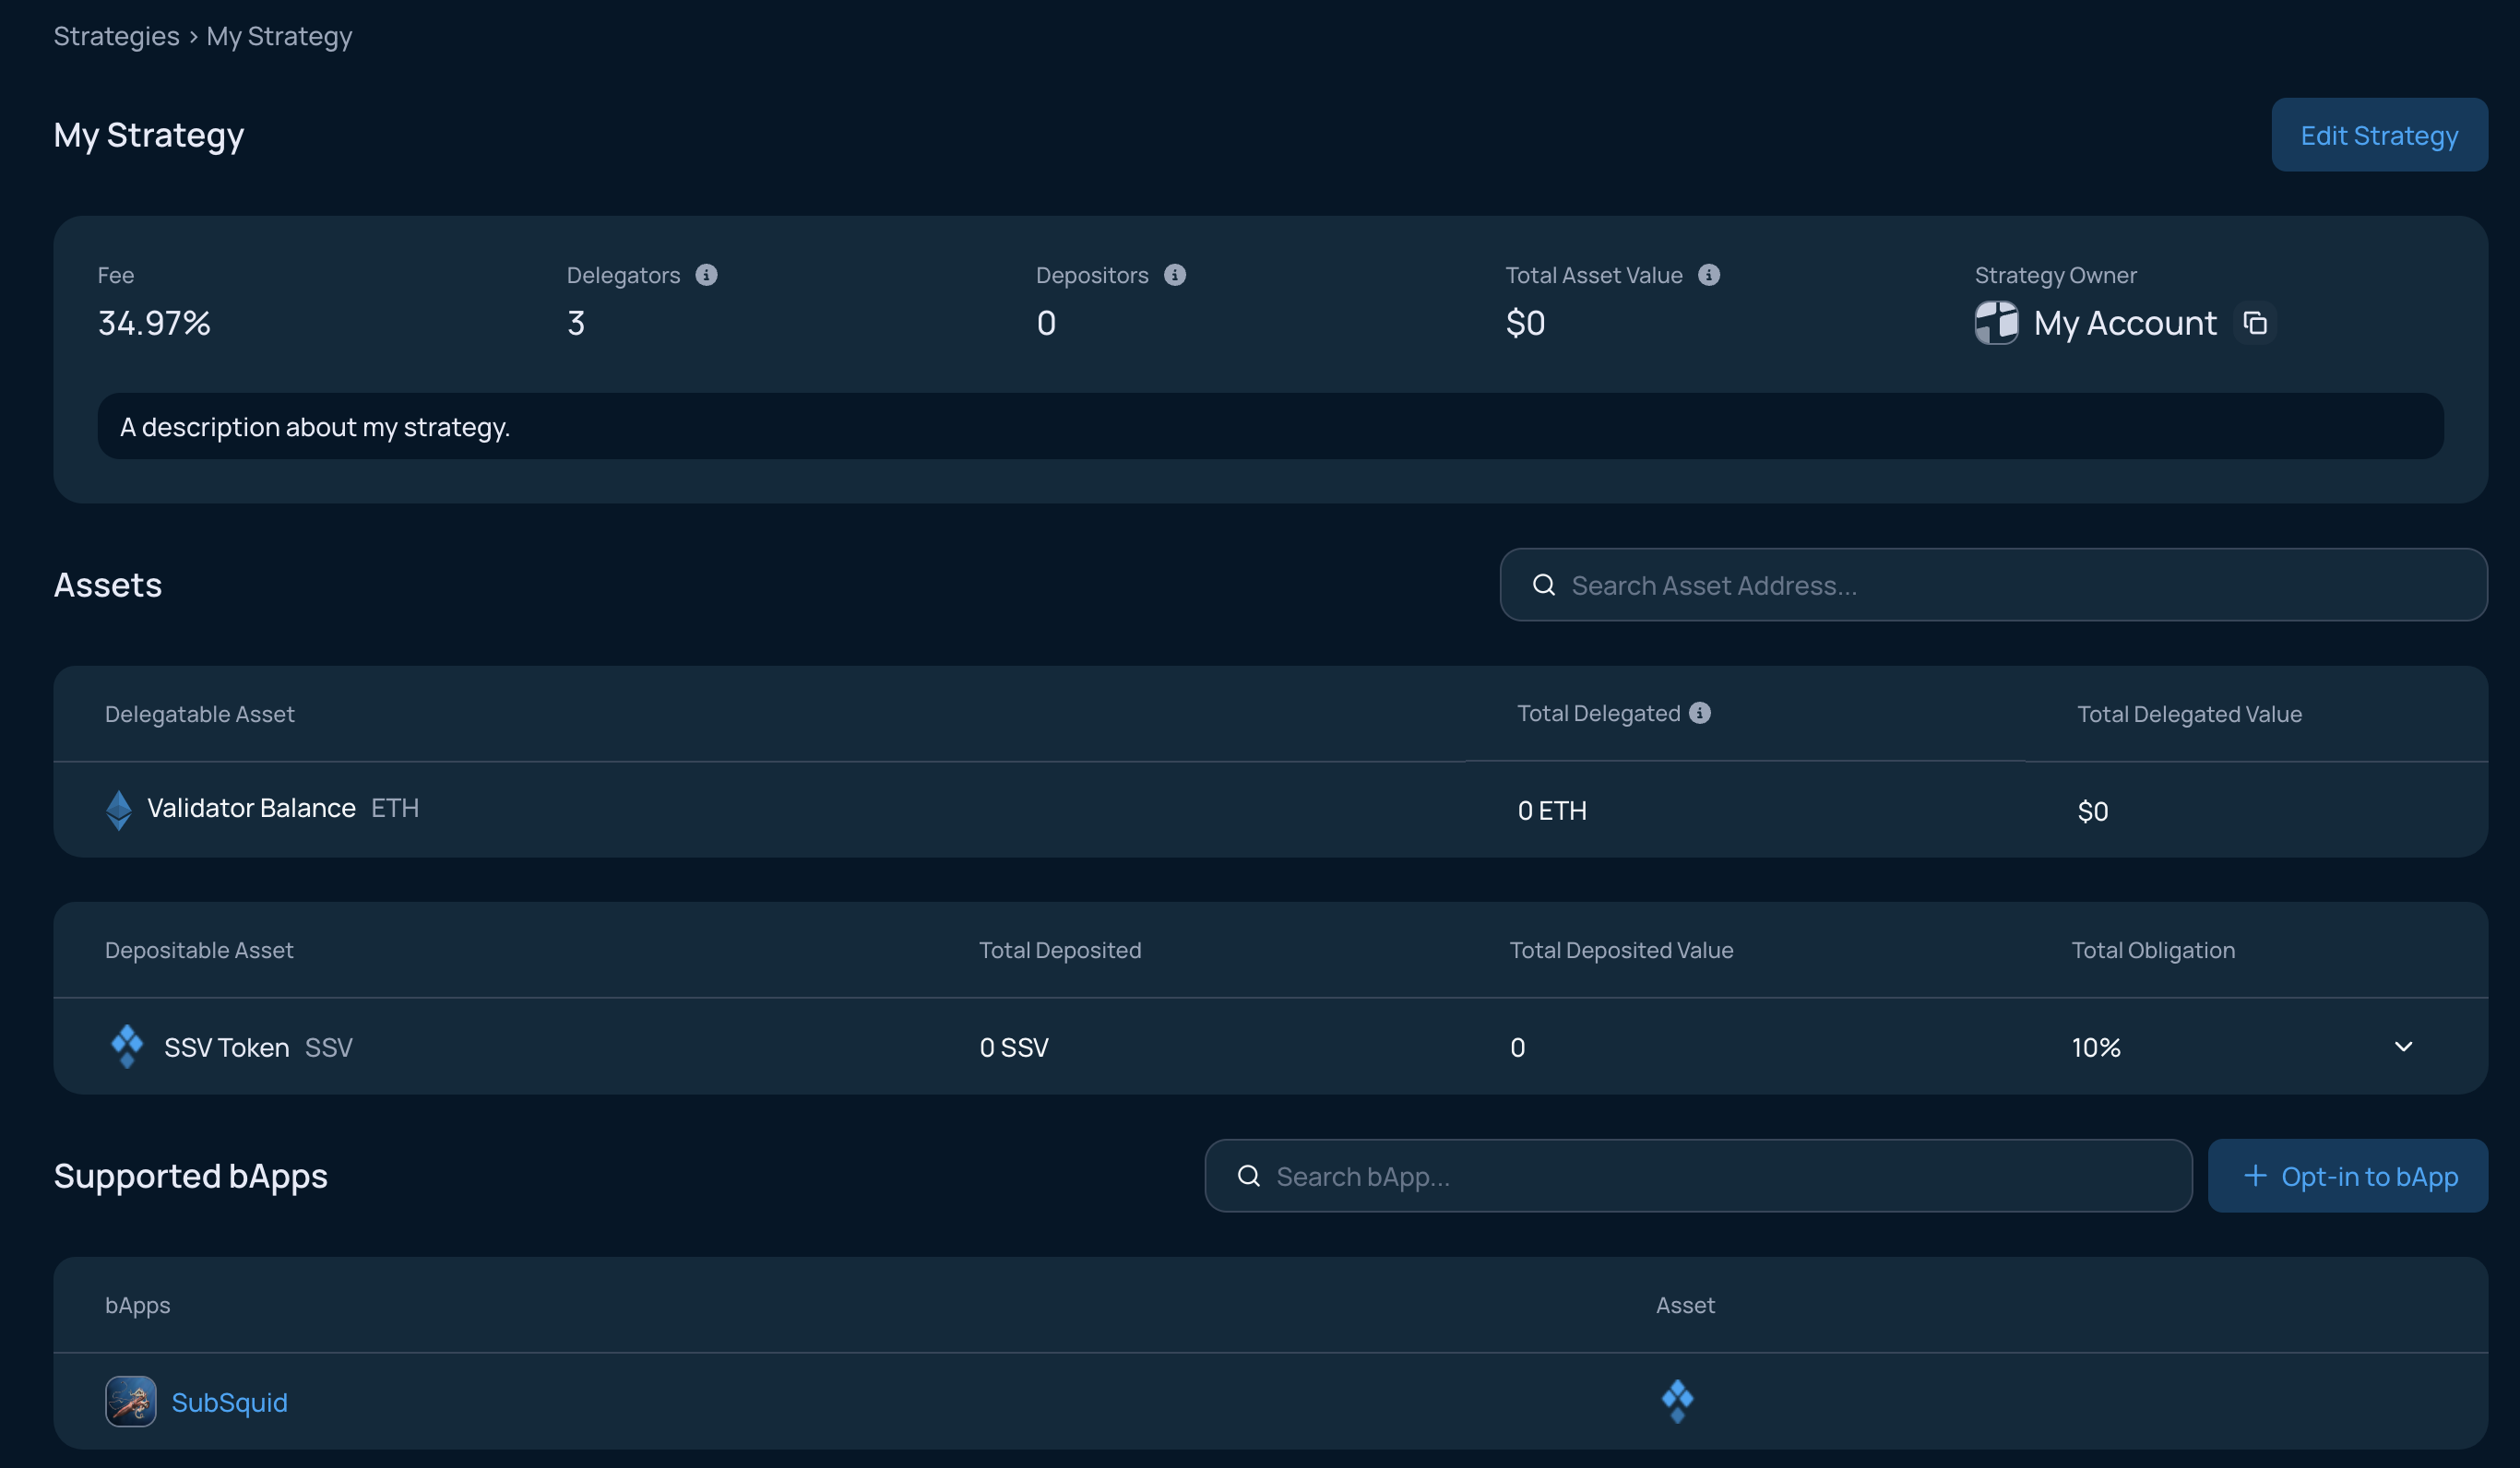 Strategies › My Strategy
My Strategy
Edit Strategy
Fee
Delegators
Depositors
Total Asset Value
Strategy Owner
34.97%
3
0
$0
My Account
A description about my strategy.
Assets
Search Asset Address...
Delegatable Asset
Total Delegated
Total Delegated Value
Validator Balance ETH
0 ETH
$0
Depositable Asset
Total Deposited
Total Deposited Value
Total Obligation
SSV Token SSV
0 SSV
0
10%
Supported bApps
Search bApp...
+ Opt-in to bApp
bApps
Asset
SubSquid